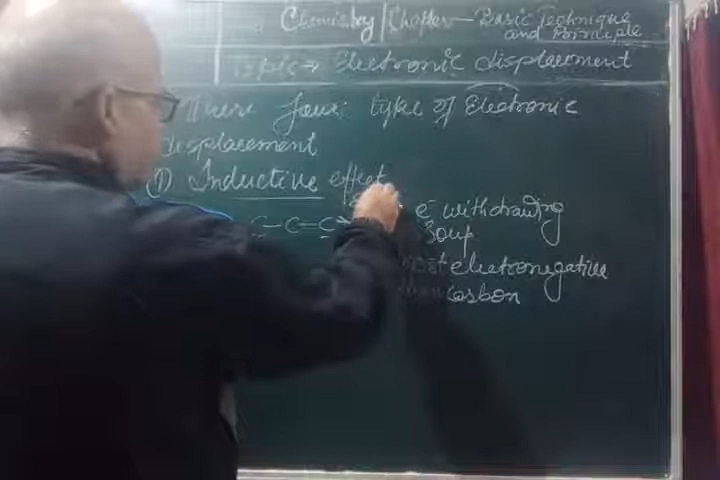 Chemistry/Chapter - Basic Technique
and Principle
Topic → Electronic displacement
There four type of Electronic
displacement
(1) Inductive effect
C-C=C
e⁻ withdrawing
Group
most electronegative
Carbon